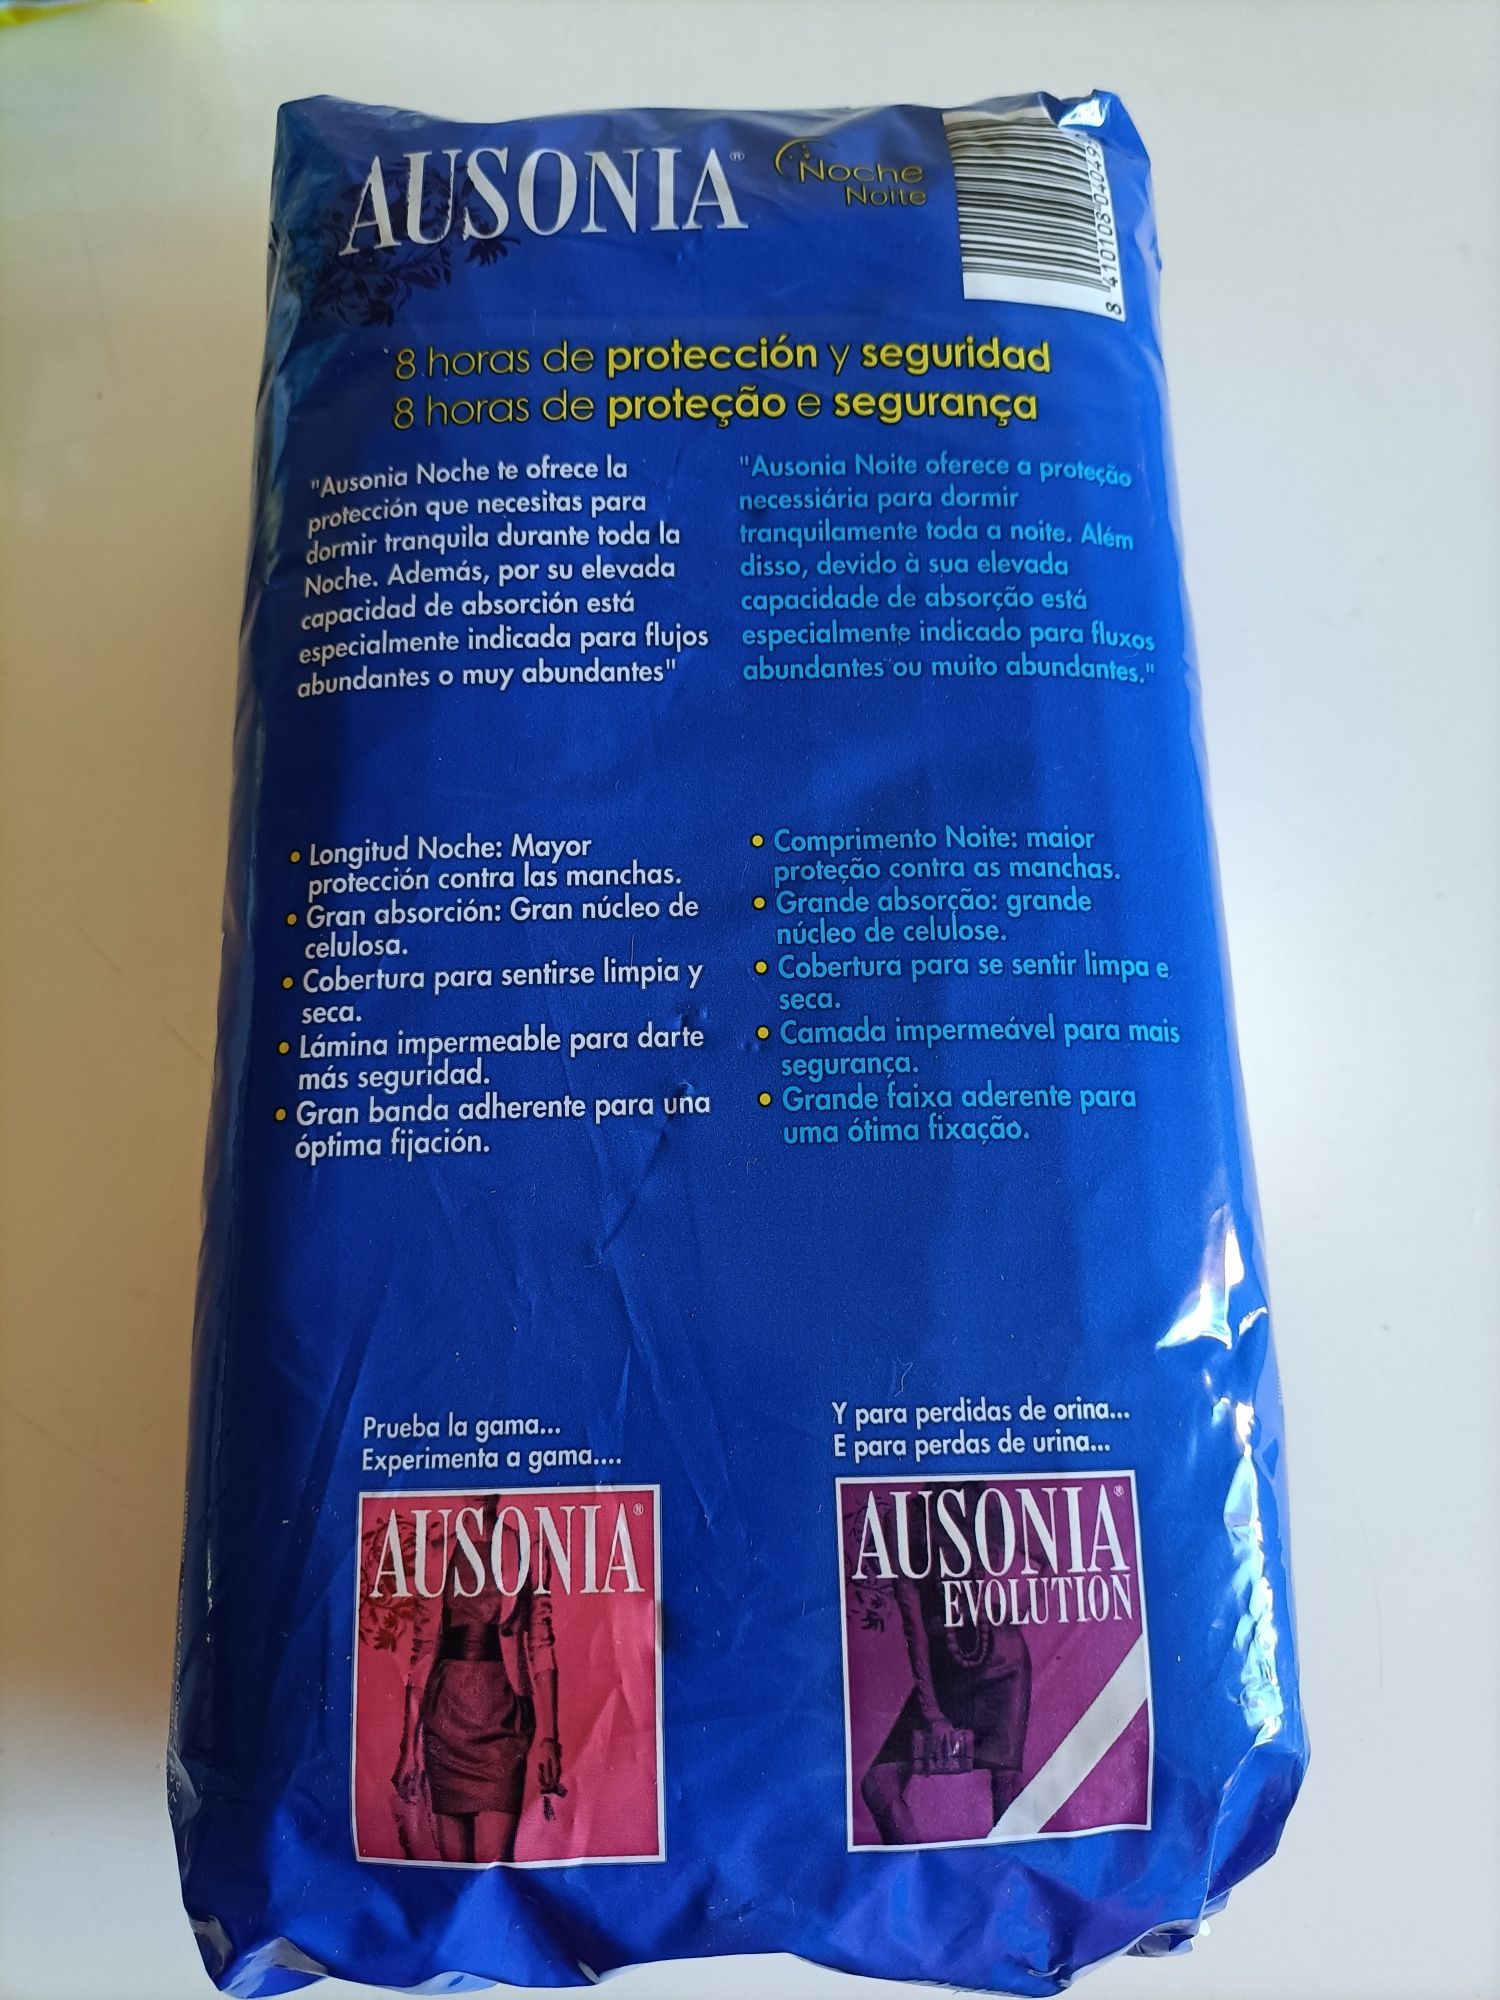 AUSONIA®
Noche
Noite
8 410108 040492
8 horas de protección y seguridad
8 horas de proteção e segurança
"Ausonia Noche te ofrece la
protección que necesitas para
dormir tranquila durante toda la
Noche. Además, por su elevada
capacidad de absorción está
especialmente indicada para flujos
abundantes o muy abundantes"
"Ausonia Noite oferece a proteção
necessiária para dormir
tranquilamente toda a noite. Além
disso, devido à sua elevada
capacidade de absorção está
especialmente indicado para fluxos
abundantes ou muito abundantes."
• Longitud Noche: Mayor
protección contra las manchas.
• Gran absorción: Gran núcleo de
celulosa.
• Cobertura para sentirse limpia y
seca.
• Lámina impermeable para darte
más seguridad.
• Gran banda adherente para una
óptima fijación.
• Comprimento Noite: maior
proteção contra as manchas.
• Grande absorção: grande
núcleo de celulose.
• Cobertura para se sentir limpa e
seca.
• Camada impermeável para mais
segurança.
• Grande faixa aderente para
uma ótima fixação.
Prueba la gama...
Experimenta a gama....
AUSONIA®
Y para perdidas de orina...
E para perdas de urina...
AUSONIA®
EVOLUTION